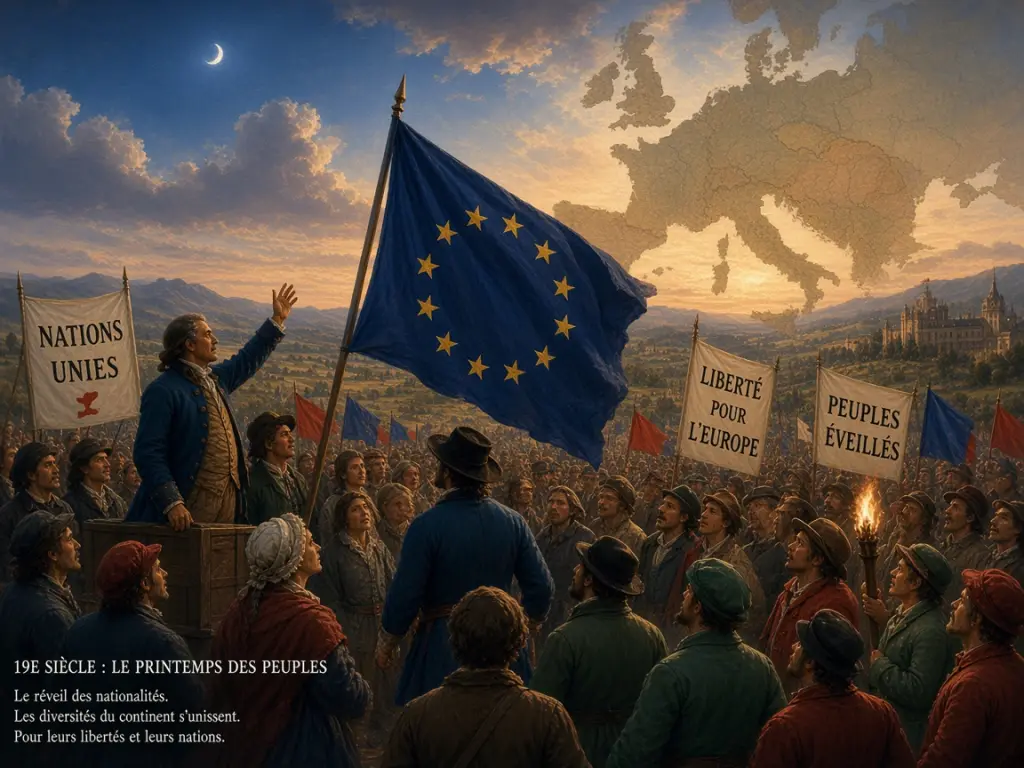 NATIONS
UNIES
LIBERTÉ
POUR
L'EUROPE
PEUPLES
ÉVEILLÉS
19E SIÈCLE : LE PRINTEMPS DES PEUPLES
Le réveil des nationalités.
Les diversités du continent s'unissent.
Pour leurs libertés et leurs nations.